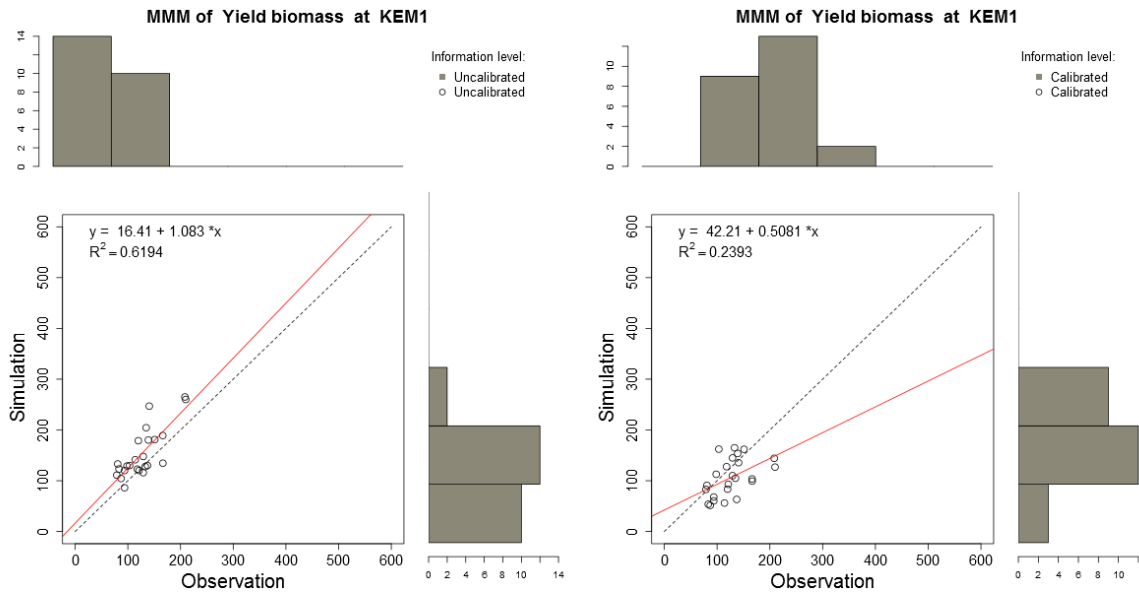 MMM of Yield biomass at KEM1
Information level:
Uncalibrated
Uncalibrated
0 2 4 6 8 10 14
y = 16.41 + 1.083 *x
R2 = 0.6194
0 100 200 300 400 500 600
Simulation
0 100 200 300 400 500 600
Observation
0 2 4 6 8 10 12 14
MMM of Yield biomass at KEM1
Information level:
Calibrated
Calibrated
0 2 4 6 8 10
y = 42.21 + 0.5081 *x
R2 = 0.2393
0 100 200 300 400 500 600
Simulation
0 100 200 300 400 500 600
Observation
0 2 4 6 8 10 12